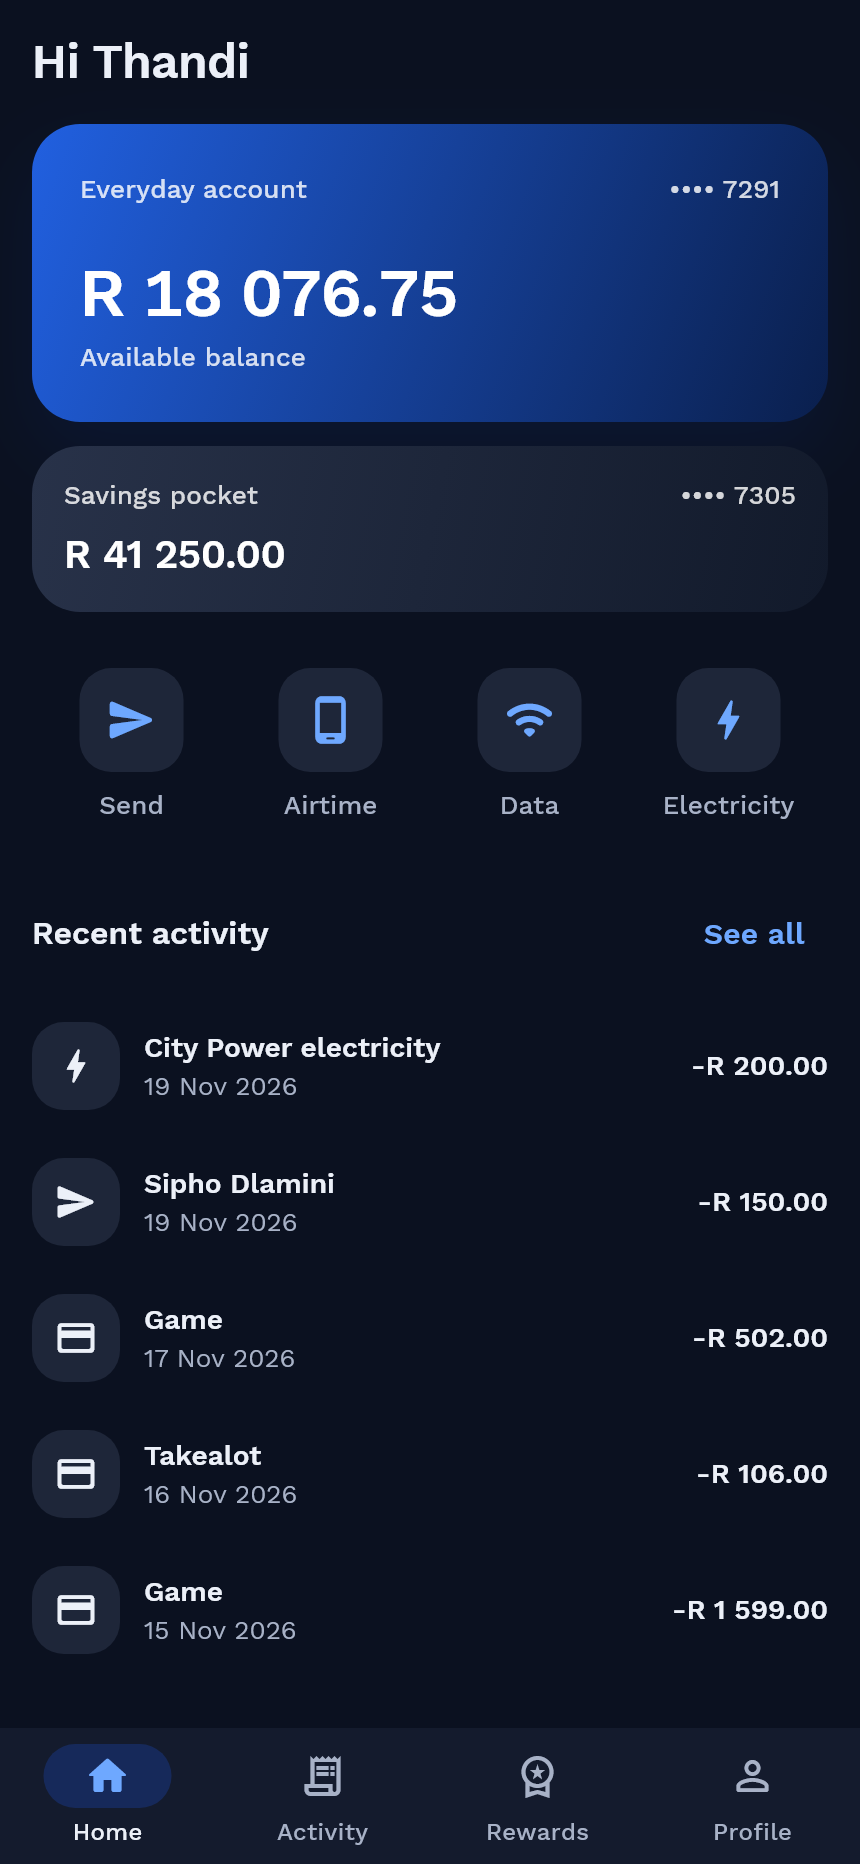 Hi Thandi
Everyday account •••• 7291
R 18 076.75
Available balance
Savings pocket •••• 7305
R 41 250.00
Send Airtime Data Electricity
Recent activity See all
City Power electricity
19 Nov 2026
-R 200.00
Sipho Dlamini
19 Nov 2026
-R 150.00
Game
17 Nov 2026
-R 502.00
Takealot
16 Nov 2026
-R 106.00
Game
15 Nov 2026
-R 1 599.00
Home Activity Rewards Profile